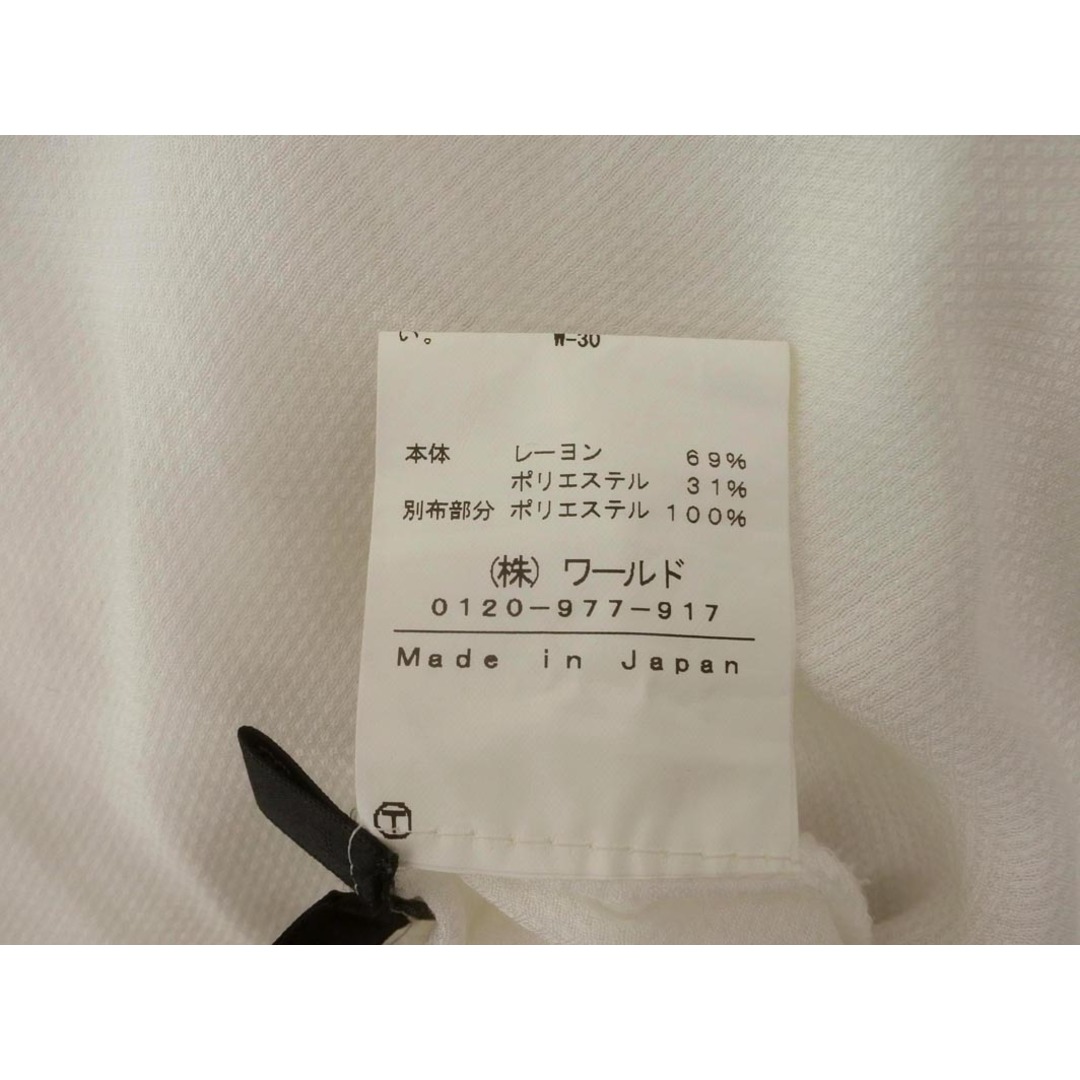 い。 W-30
本体 レーヨン 69%
ポリエステル 31%
別布部分 ポリエステル 100%
(株) ワールド
0120-977-917
Made in Japan
T